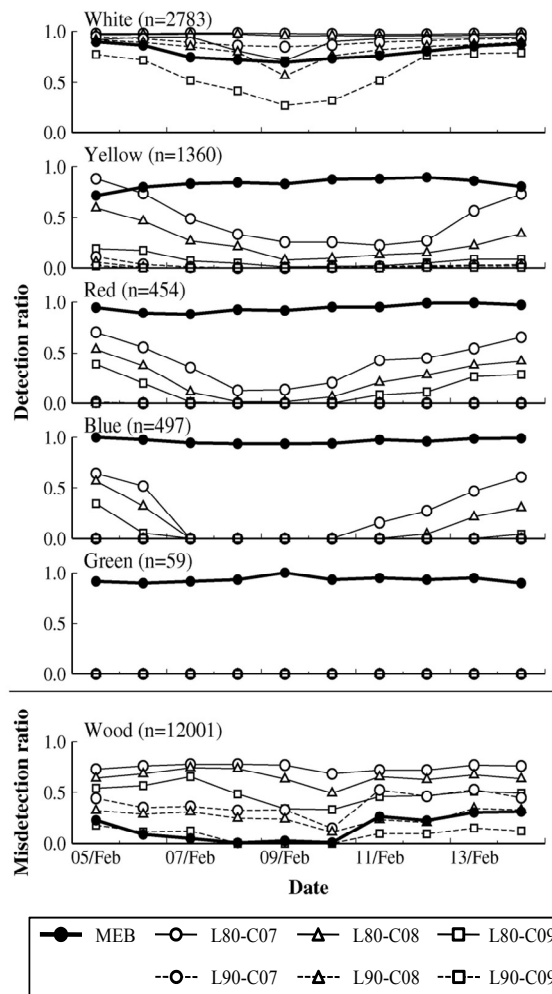 White (n=2783)
1.0
0.5
0.0
Yellow (n=1360)
1.0
0.5
0.0
Red (n=454)
1.0
0.5
0.0
Blue (n=497)
1.0
0.5
0.0
Green (n=59)
1.0
0.5
0.0
Detection ratio
Wood (n=12001)
1.0
0.5
0.0
Misdetection ratio
05/Feb 07/Feb 09/Feb 11/Feb 13/Feb
Date
MEB L80-C07 L80-C08 L80-C09
L90-C07 L90-C08 L90-C09